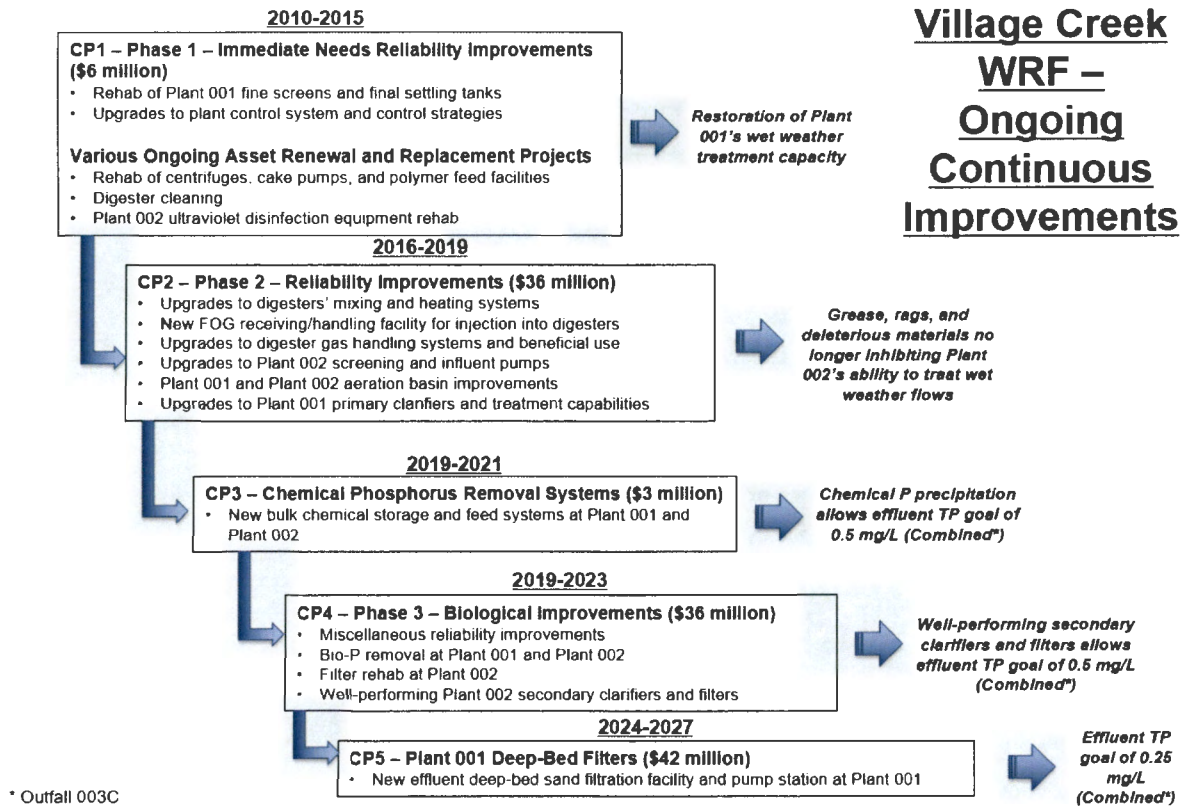 Village Creek
WRF –
Ongoing
Continuous
Improvements
2010-2015
CP1 – Phase 1 – Immediate Needs Reliability Improvements
($6 million)
• Rehab of Plant 001 fine screens and final settling tanks
• Upgrades to plant control system and control strategies
Various Ongoing Asset Renewal and Replacement Projects
• Rehab of centrifuges, cake pumps, and polymer feed facilities
• Digester cleaning
• Plant 002 ultraviolet disinfection equipment rehab
Restoration of Plant
001's wet weather
treatment capacity
2016-2019
CP2 – Phase 2 – Reliability Improvements ($36 million)
• Upgrades to digesters' mixing and heating systems
• New FOG receiving/handling facility for injection into digesters
• Upgrades to digester gas handling systems and beneficial use
• Upgrades to Plant 002 screening and influent pumps
• Plant 001 and Plant 002 aeration basin improvements
• Upgrades to Plant 001 primary clarifiers and treatment capabilities
Grease, rags, and
deleterious materials no
longer inhibiting Plant
002's ability to treat wet
weather flows
2019-2021
CP3 – Chemical Phosphorus Removal Systems ($3 million)
• New bulk chemical storage and feed systems at Plant 001 and
Plant 002
Chemical P precipitation
allows effluent TP goal of
0.5 mg/L (Combined*)
2019-2023
CP4 – Phase 3 – Biological Improvements ($36 million)
• Miscellaneous reliability improvements
• Bio-P removal at Plant 001 and Plant 002
• Filter rehab at Plant 002
• Well-performing Plant 002 secondary clarifiers and filters
Well-performing secondary
clarifiers and filters allows
effluent TP goal of 0.5 mg/L
(Combined*)
2024-2027
CP5 – Plant 001 Deep-Bed Filters ($42 million)
• New effluent deep-bed sand filtration facility and pump station at Plant 001
Effluent TP
goal of 0.25
mg/L
(Combined*)
* Outfall 003C